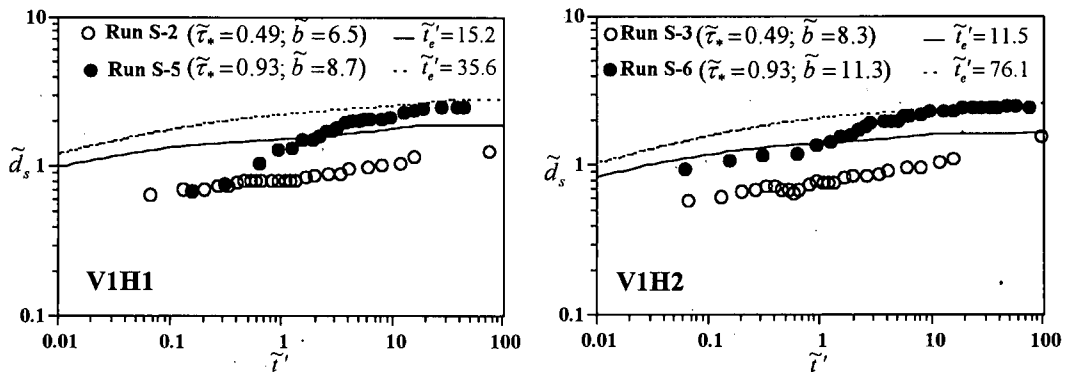 10
○ Run S-2 (τ̃* = 0.49; b̃ = 6.5) — t̃e' = 15.2
● Run S-5 (τ̃* = 0.93; b̃ = 8.7) --- t̃e' = 35.6
d̃s
1
V1H1
0.1
0.01 0.1 1 10 100
t̃'
10
○ Run S-3 (τ̃* = 0.49; b̃ = 8.3) — t̃e' = 11.5
● Run S-6 (τ̃* = 0.93; b̃ = 11.3) --- t̃e' = 76.1
d̃s
1
V1H2
0.1
0.01 0.1 1 10 100
t̃'